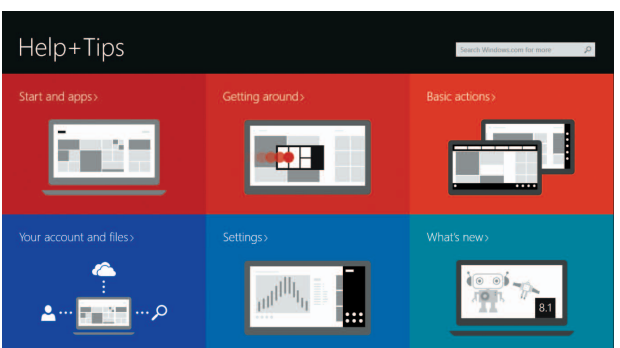 Help+Tips
Search Windows.com for more
Start and apps>
Getting around>
Basic actions>
Your account and files>
Settings>
What's new>
8.1